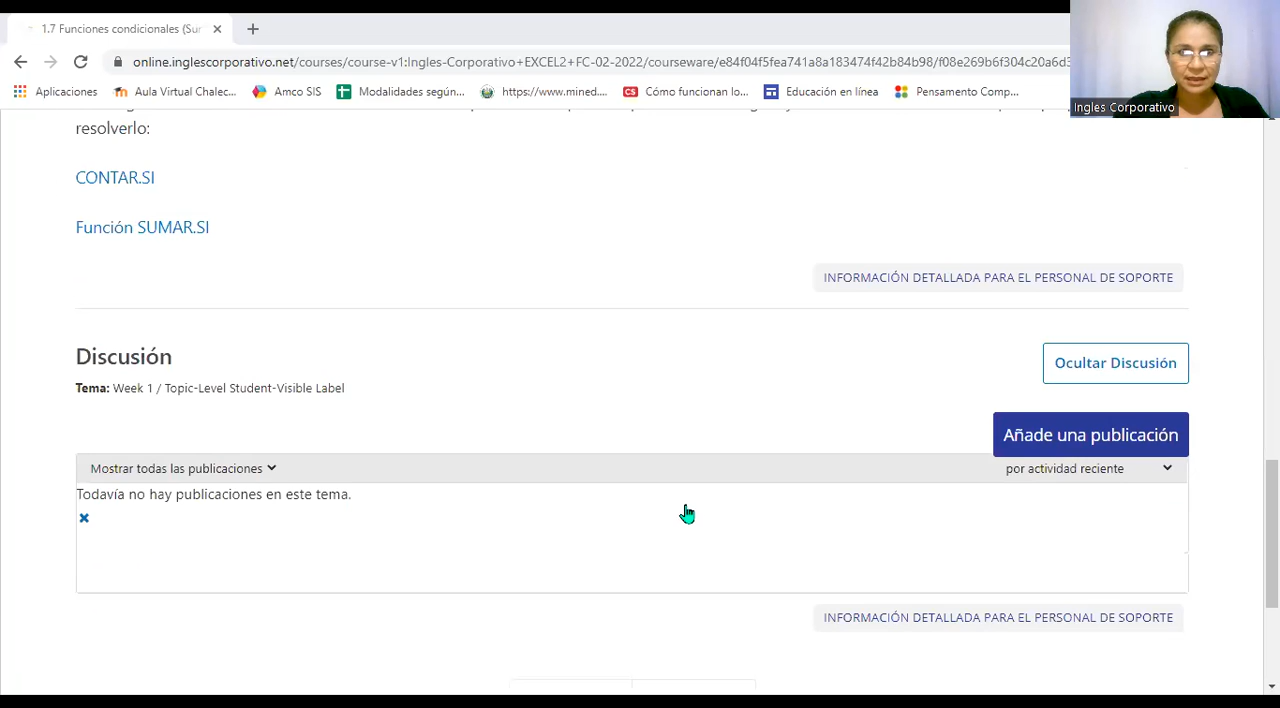 1.7 Funciones condicionales (Sur
online.inglescorporativo.net/courses/course-v1:Ingles-Corporativo+EXCEL2+FC-02-2022/courseware/e84f04f5fea741a8a183474f42b84b98/f08e269b6f304c20a6d3
Aplicaciones Aula Virtual Chalec... Amco SIS Modalidades según... https://www.mined... Cómo funcionan lo... Educación en línea Pensamento Comp...
Ingles Corporativo
resolverlo:
CONTAR.SI
Función SUMAR.SI
INFORMACIÓN DETALLADA PARA EL PERSONAL DE SOPORTE
Discusión
Ocultar Discusión
Tema: Week 1 / Topic-Level Student-Visible Label
Añade una publicación
Mostrar todas las publicaciones por actividad reciente
Todavía no hay publicaciones en este tema.
INFORMACIÓN DETALLADA PARA EL PERSONAL DE SOPORTE